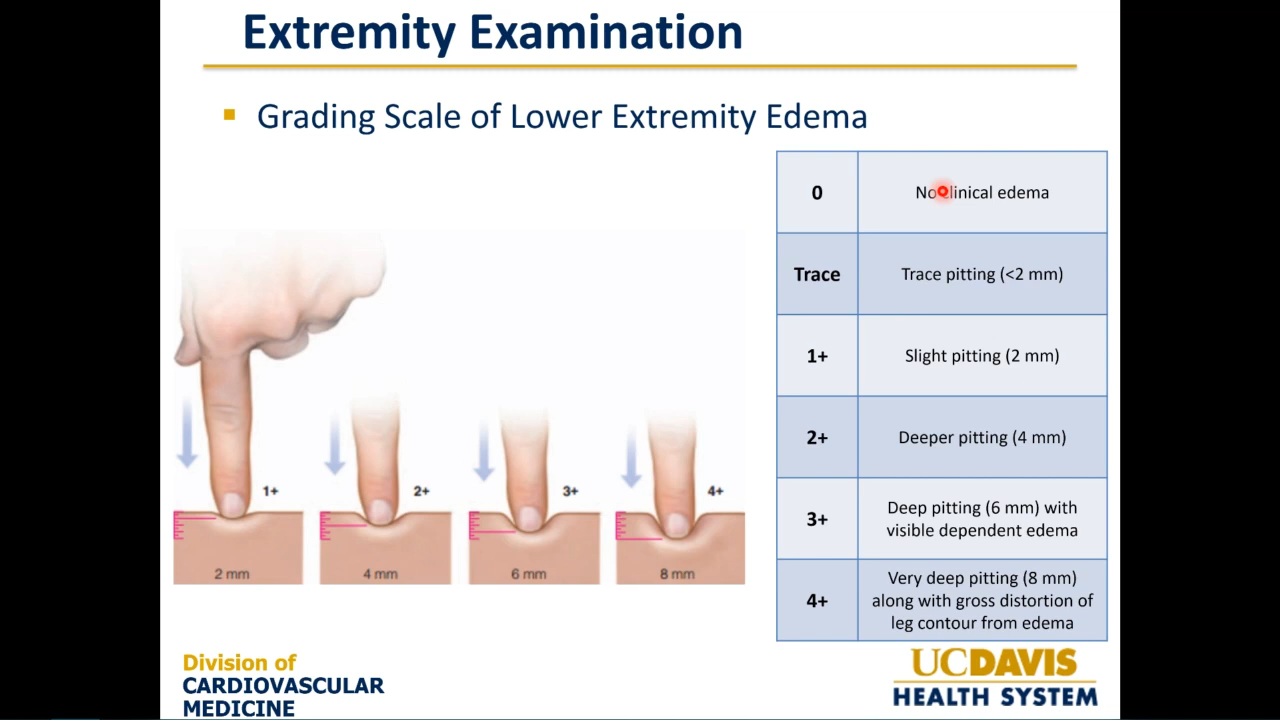 Extremity Examination
Grading Scale of Lower Extremity Edema
0
No clinical edema
Trace
Trace pitting (<2 mm)
1+
Slight pitting (2 mm)
2+
Deeper pitting (4 mm)
3+
Deep pitting (6 mm) with
visible dependent edema
4+
Very deep pitting (8 mm)
along with gross distortion of
leg contour from edema
1+
2+
3+
4+
2 mm
4 mm
6 mm
8 mm
Division of
CARDIOVASCULAR
MEDICINE
UCDAVIS
HEALTH SYSTEM